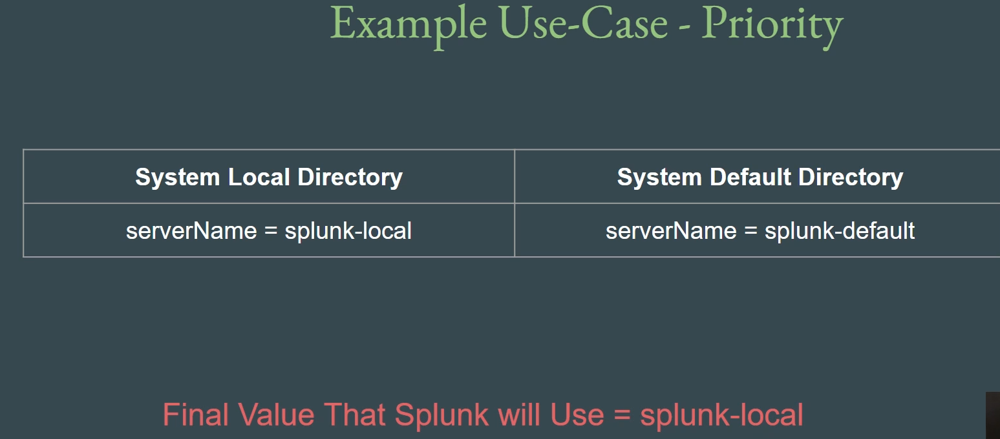 Example Use-Case - Priority
System Local Directory
System Default Directory
serverName = splunk-local
serverName = splunk-default
Final Value That Splunk will Use = splunk-local